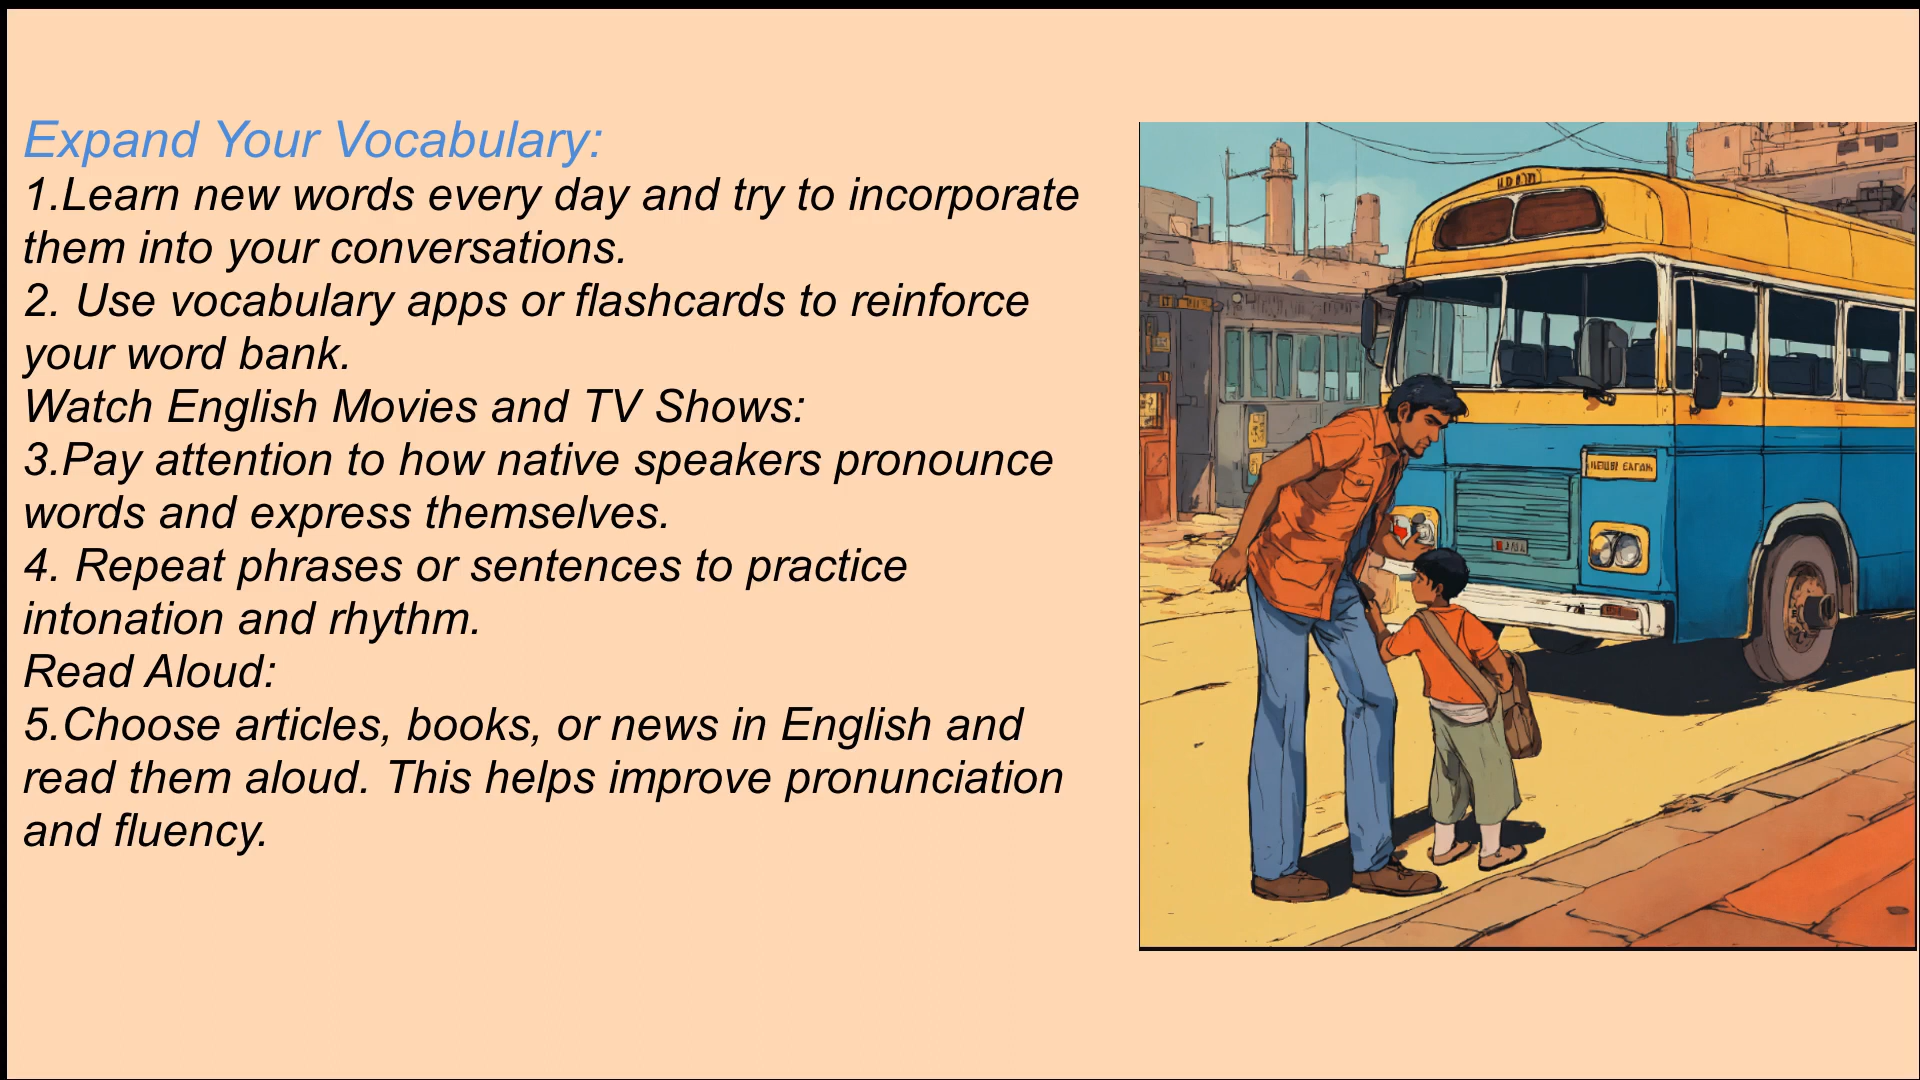 Expand Your Vocabulary:
1.Learn new words every day and try to incorporate
them into your conversations.
2. Use vocabulary apps or flashcards to reinforce
your word bank.
Watch English Movies and TV Shows:
3.Pay attention to how native speakers pronounce
words and express themselves.
4. Repeat phrases or sentences to practice
intonation and rhythm.
Read Aloud:
5.Choose articles, books, or news in English and
read them aloud. This helps improve pronunciation
and fluency.